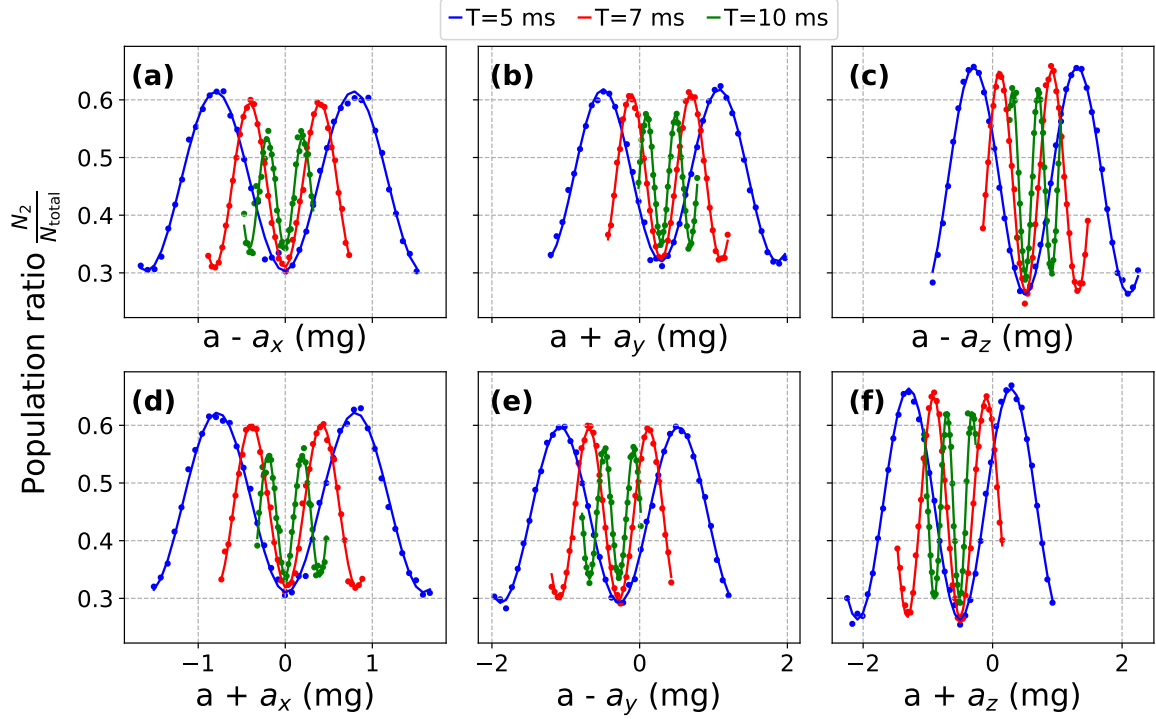 T=5 ms T=7 ms T=10 ms
(a) (b) (c)
0.6
0.5
0.4
0.3
a - a_x (mg) a + a_y (mg) a - a_z (mg)
Population ratio N_2/N_total
(d) (e) (f)
0.6
0.5
0.4
0.3
−1 0 1 −2 0 2 −2 0 2
a + a_x (mg) a - a_y (mg) a + a_z (mg)